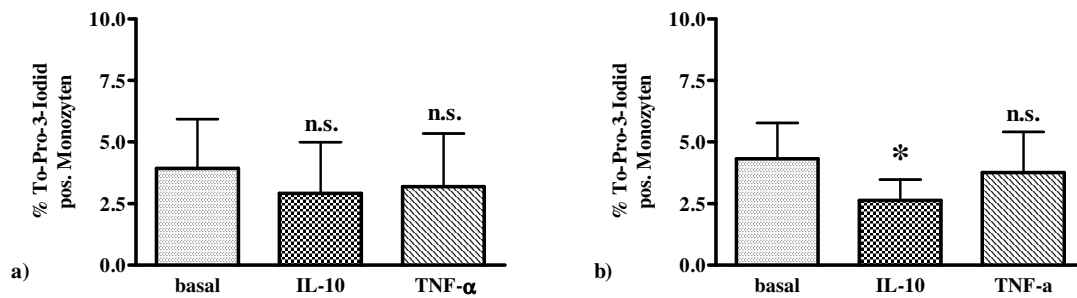 % To-Pro-3-Iodid
pos. Monozyten
10.0
7.5
5.0
2.5
0.0
n.s.
n.s.
basal
IL-10
TNF-α
a)
% To-Pro-3-Iodid
pos. Monozyten
10.0
7.5
5.0
2.5
0.0
*
n.s.
basal
IL-10
TNF-a
b)